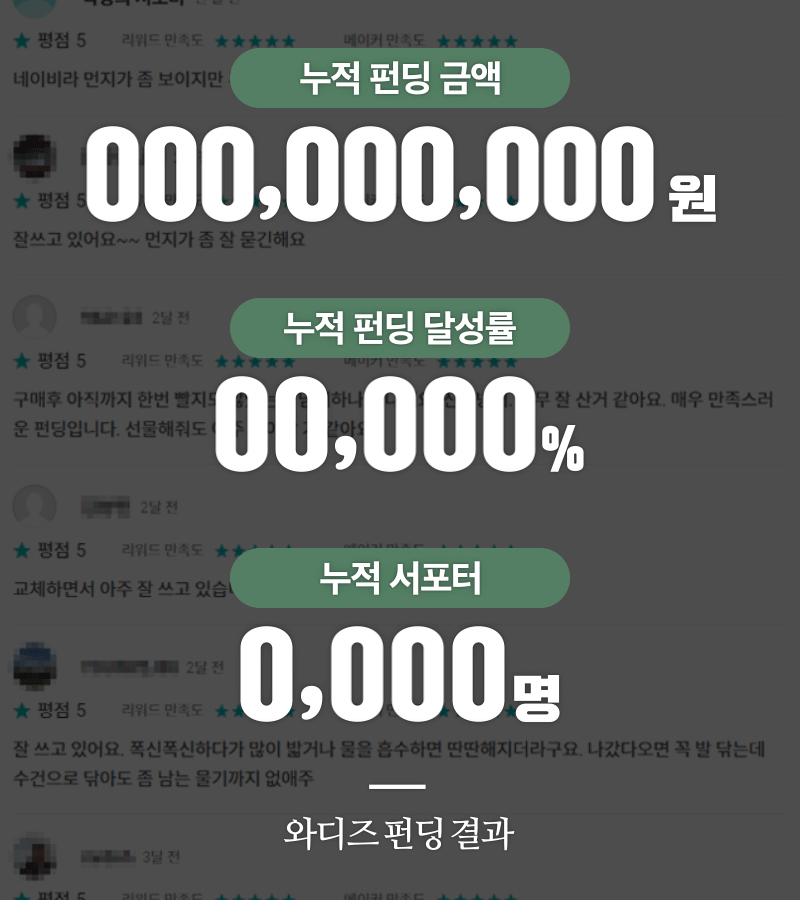 평점 5 리워드 만족도 ★★★★★ 메이커 만족도 ★★★★★
네이비라 먼지가 좀 보이지만
누적 펀딩 금액
000,000,000 원
평점 5
잘쓰고 있어요~~ 먼지가 좀 잘 묻긴해요
2달 전
누적 펀딩 달성률
평점 5 리워드 만족도 메이커 만족도
구매후 아직까지 한번 빨지도
잘 산거 같아요. 매우 만족스러
운 펀딩입니다. 선물해줘도
00,000%
2달 전
평점 5 리워드 만족도
누적 서포터
교체하면서 아주 잘 쓰고 있습니
0,000명
2달 전
평점 5 리워드 만족도
잘 쓰고 있어요. 폭신폭신하다가 많이 밟거나 물을 흡수하면 딴딴해지더라구요. 나갔다오면 꼭 발 닦는데
수건으로 닦아도 좀 남는 물기까지 없애주
와디즈 펀딩 결과
3달 전
평점 5 리워드 만족도 메이커 만족도